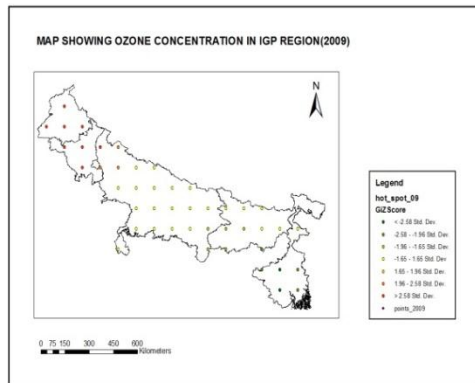 MAP SHOWING OZONE CONCENTRATION IN IGP REGION(2009)
N
Legend
hot_spot_09
GiZScore
< -2.58 Std. Dev.
-2.58 - -1.96 Std. Dev.
-1.96 - -1.65 Std. Dev.
-1.65 - 1.65 Std. Dev.
1.65 - 1.96 Std. Dev.
1.96 - 2.58 Std. Dev.
> 2.58 Std. Dev.
points_2009
0 75 150 300 450 600
Kilometers